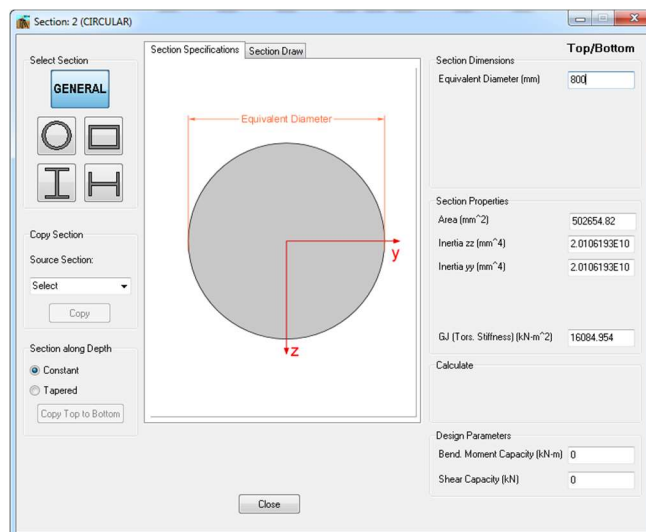 Section: 2 (CIRCULAR)
Select Section
GENERAL
Copy Section
Source Section:
Select
Copy
Section along Depth
Constant
Tapered
Copy Top to Bottom
Section Specifications
Section Draw
Equivalent Diameter
y
z
Close
Top/Bottom
Section Dimensions
Equivalent Diameter (mm) 800
Section Properties
Area (mm^2) 502654.82
Inertia zz (mm^4) 2.0106193E10
Inertia yy (mm^4) 2.0106193E10
GJ (Tors. Stiffness) (kN-m^2) 16084.954
Calculate
Design Parameters
Bend. Moment Capacity (kN-m) 0
Shear Capacity (kN) 0